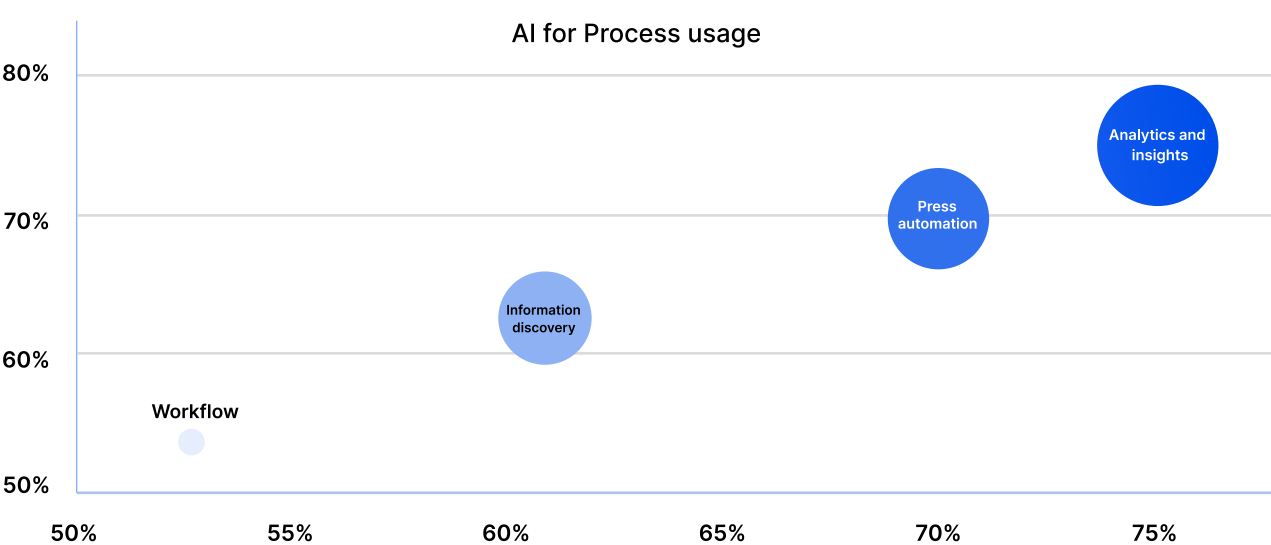 AI for Process usage
80%
Analytics and
insights
Press
automation
70%
Information
discovery
60%
Workflow
50%
50%
55%
60%
65%
70%
75%